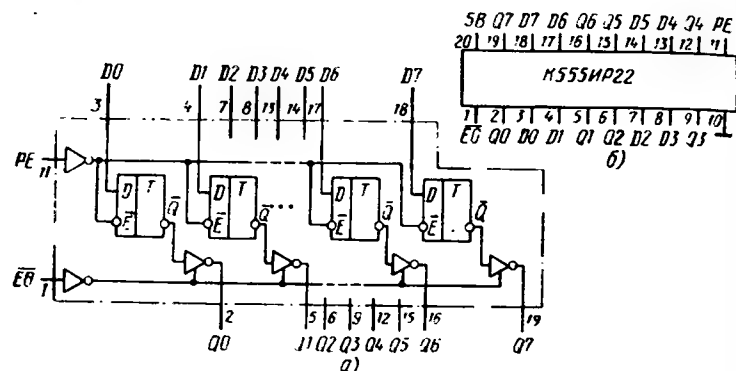 5В Q7 D7 D6 Q6 Q5 D5 D4 Q4 PE
20 19 18 17 16 15 14 13 12 11
К555ИР22
1 2 3 4 5 6 7 8 9 10
E0 Q0 D0 D1 Q1 Q2 D2 D3 Q3
б)
D0 D1 D2 D3 D4 D5 D6 D7
3 4 7 8 13 14 17 18
PE
11
D T D T D T D T
Q̅ Q̅ ... Q̅ Q̅
E̅ E̅ E̅ E̅
E̅0̅
1
2 5 6 9 12 15 16 19
Q0 Q1 Q2 Q3 Q4 Q5 Q6 Q7
а)